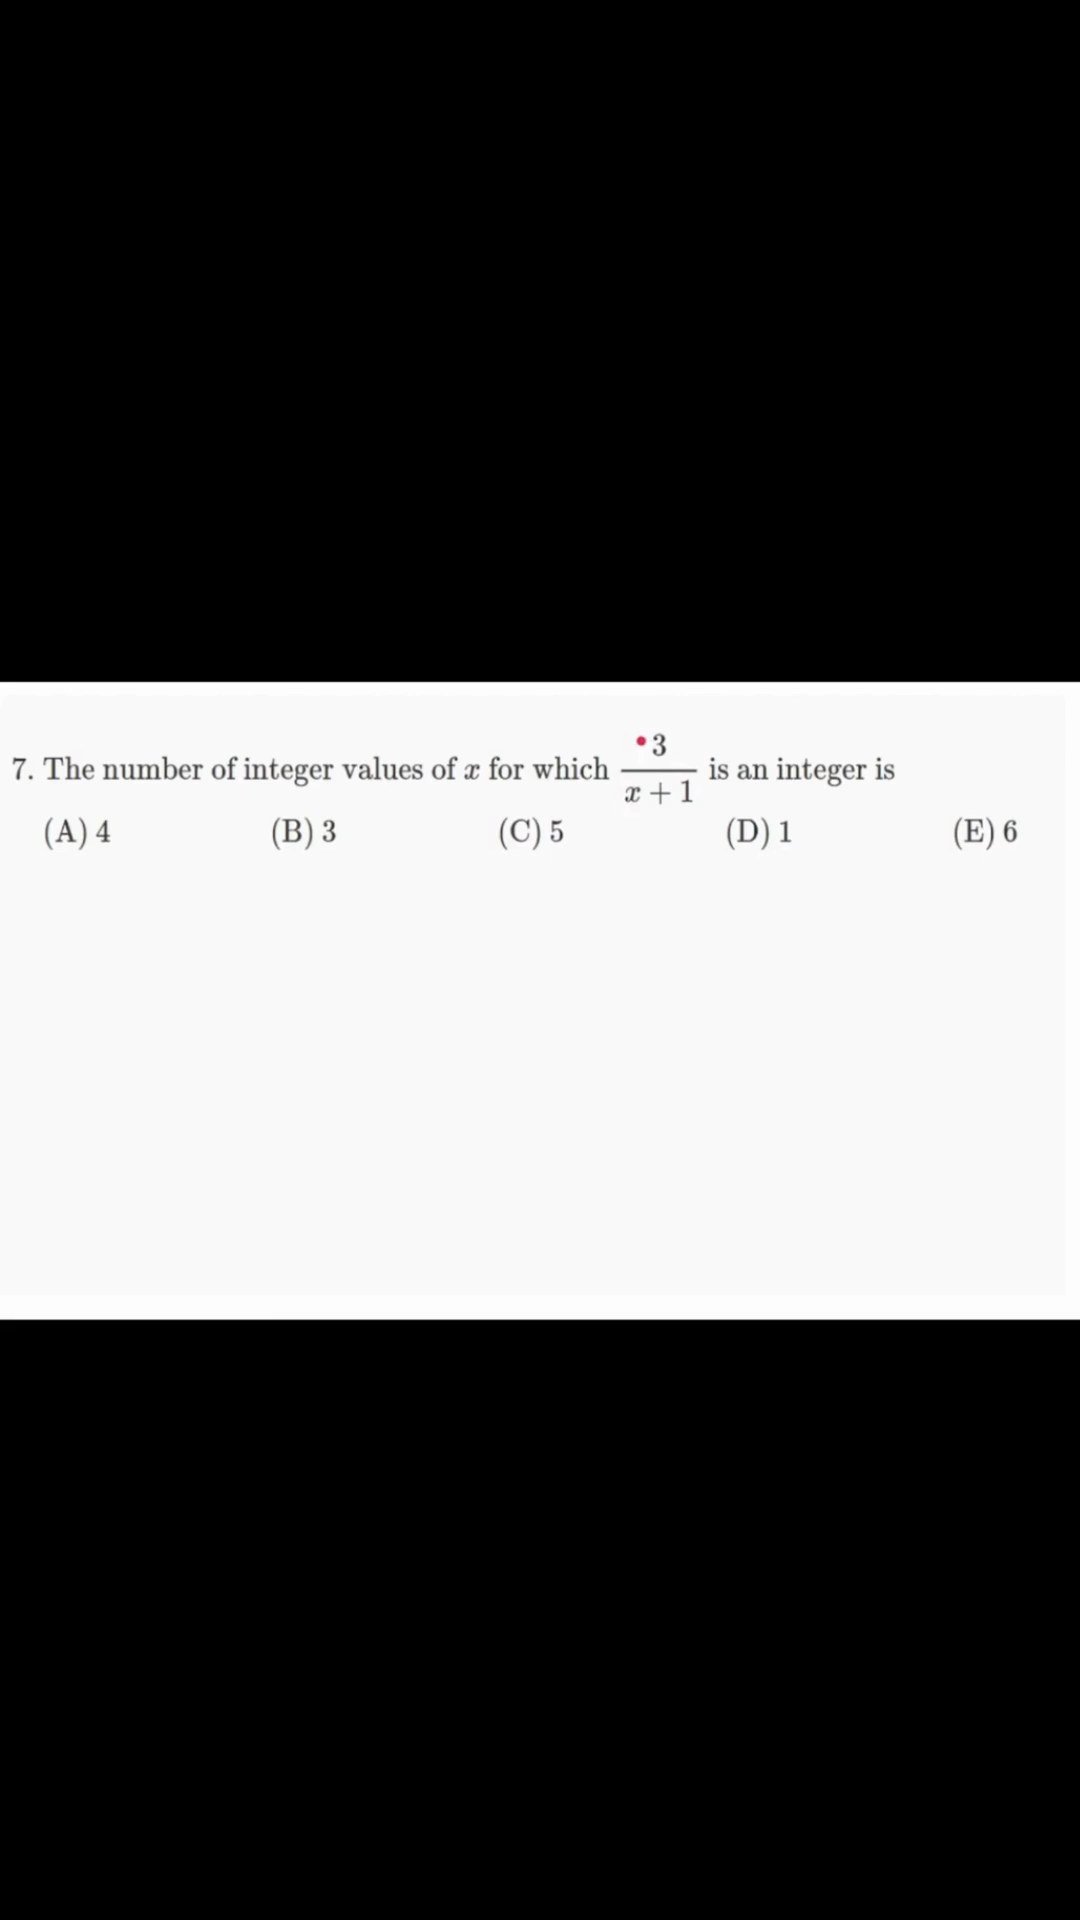 7. The number of integer values of x for which 3/(x + 1) is an integer is
(A) 4 (B) 3 (C) 5 (D) 1 (E) 6